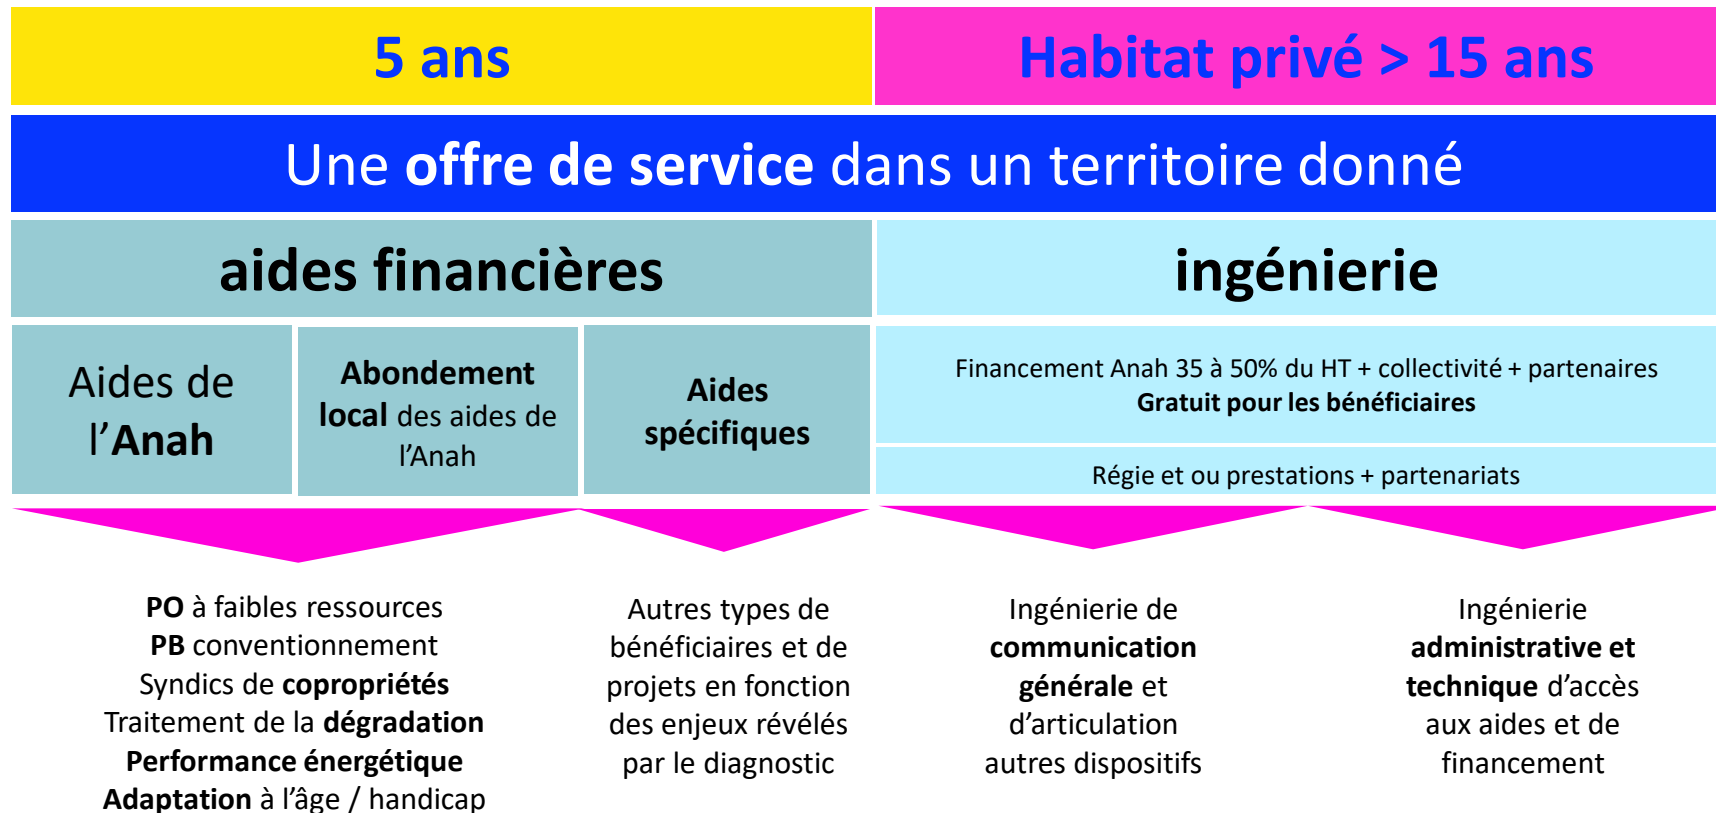 5 ans
Habitat privé > 15 ans
Une offre de service dans un territoire donné
aides financières
ingénierie
Aides de
l’Anah
Abondement
local des aides de
l’Anah
Aides
spécifiques
Financement Anah 35 à 50% du HT + collectivité + partenaires
Gratuit pour les bénéficiaires
Régie et ou prestations + partenariats
PO à faibles ressources
PB conventionnement
Syndics de copropriétés
Traitement de la dégradation
Performance énergétique
Adaptation à l’âge / handicap
Autres types de
bénéficiaires et de
projets en fonction
des enjeux révélés
par le diagnostic
Ingénierie de
communication
générale et
d’articulation
autres dispositifs
Ingénierie
administrative et
technique d’accès
aux aides et de
financement